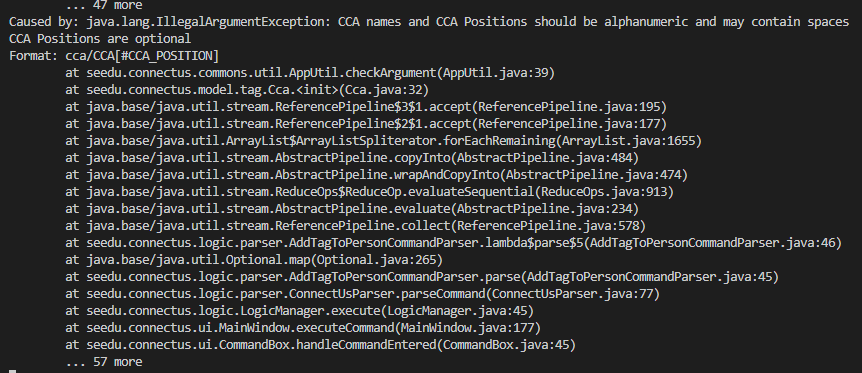 ... 47 more
Caused by: java.lang.IllegalArgumentException: CCA names and CCA Positions should be alphanumeric and may contain spaces
CCA Positions are optional
Format: cca/CCA[#CCA_POSITION]
at seedu.connectus.commons.util.AppUtil.checkArgument(AppUtil.java:39)
at seedu.connectus.model.tag.Cca.<init>(Cca.java:32)
at java.base/java.util.stream.ReferencePipeline$3$1.accept(ReferencePipeline.java:195)
at java.base/java.util.stream.ReferencePipeline$2$1.accept(ReferencePipeline.java:177)
at java.base/java.util.ArrayList$ArrayListSpliterator.forEachRemaining(ArrayList.java:1655)
at java.base/java.util.stream.AbstractPipeline.copyInto(AbstractPipeline.java:484)
at java.base/java.util.stream.AbstractPipeline.wrapAndCopyInto(AbstractPipeline.java:474)
at java.base/java.util.stream.ReduceOps$ReduceOp.evaluateSequential(ReduceOps.java:913)
at java.base/java.util.stream.AbstractPipeline.evaluate(AbstractPipeline.java:234)
at java.base/java.util.stream.ReferencePipeline.collect(ReferencePipeline.java:578)
at seedu.connectus.logic.parser.AddTagToPersonCommandParser.lambda$parse$5(AddTagToPersonCommandParser.java:46)
at java.base/java.util.Optional.map(Optional.java:265)
at seedu.connectus.logic.parser.AddTagToPersonCommandParser.parse(AddTagToPersonCommandParser.java:45)
at seedu.connectus.logic.parser.ConnectUsParser.parseCommand(ConnectUsParser.java:77)
at seedu.connectus.logic.LogicManager.execute(LogicManager.java:45)
at seedu.connectus.ui.MainWindow.executeCommand(MainWindow.java:177)
at seedu.connectus.ui.CommandBox.handleCommandEntered(CommandBox.java:45)
... 57 more